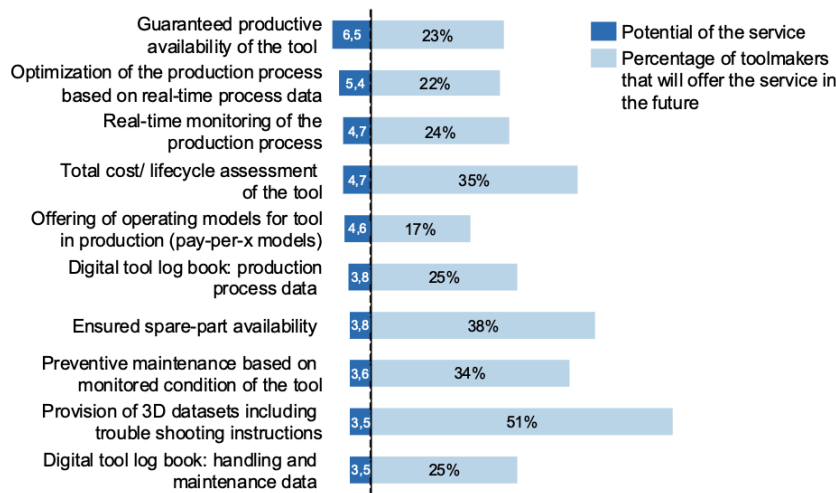 Guaranteed productive
availability of the tool
6,5
23%
Optimization of the production process
based on real-time process data
5,4
22%
Real-time monitoring of the
production process
4,7
24%
Total cost/ lifecycle assessment
of the tool
4,7
35%
Offering of operating models for tool
in production (pay-per-x models)
4,6
17%
Digital tool log book: production
process data
3,8
25%
Ensured spare-part availability
3,8
38%
Preventive maintenance based on
monitored condition of the tool
3,6
34%
Provision of 3D datasets including
trouble shooting instructions
3,5
51%
Digital tool log book: handling and
maintenance data
3,5
25%
Potential of the service
Percentage of toolmakers
that will offer the service in
the future